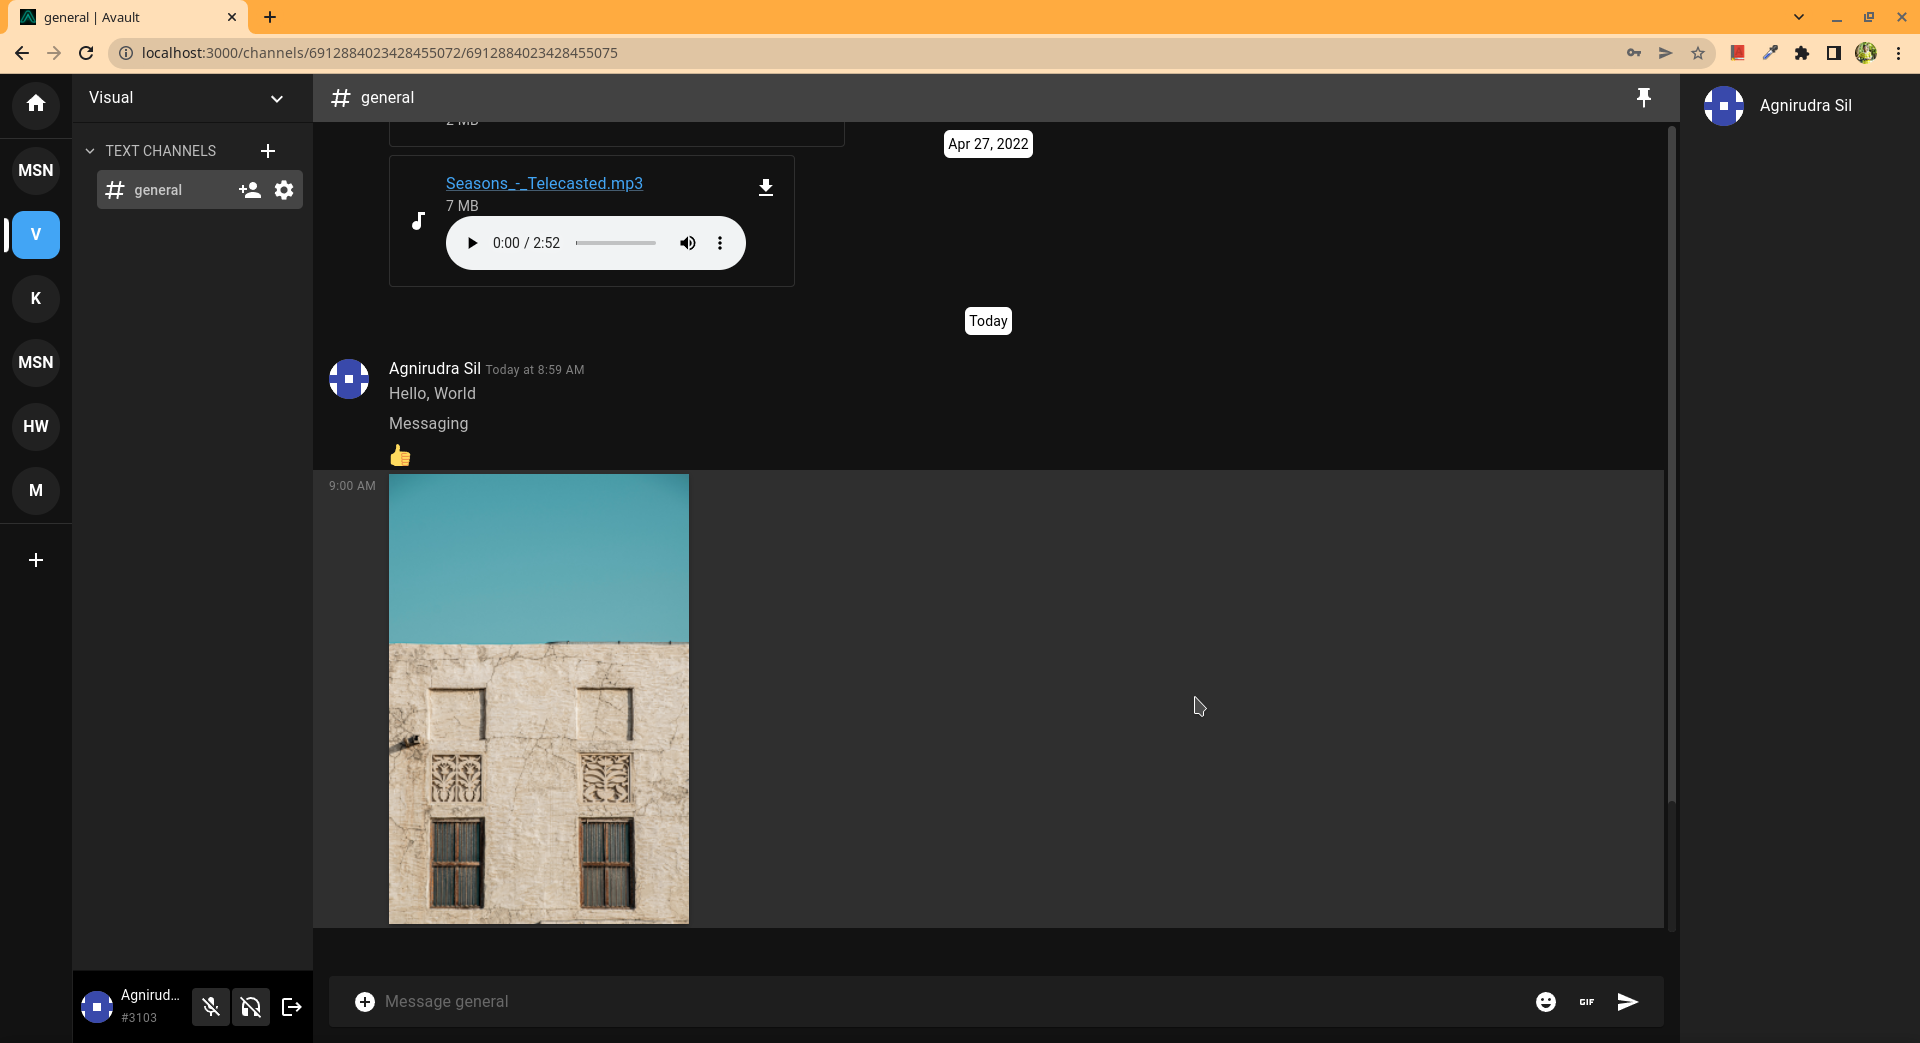 general | Avault
localhost:3000/channels/6912884023428455072/6912884023428455075
MSN
V
K
MSN
HW
M
Visual
TEXT CHANNELS
general
Agnirud...
#3103
general
2 MB
Apr 27, 2022
Seasons_-_Telecasted.mp3
7 MB
0:00 / 2:52
Today
Agnirudra Sil Today at 8:59 AM
Hello, World
Messaging
9:00 AM
Message general
GIF
Agnirudra Sil